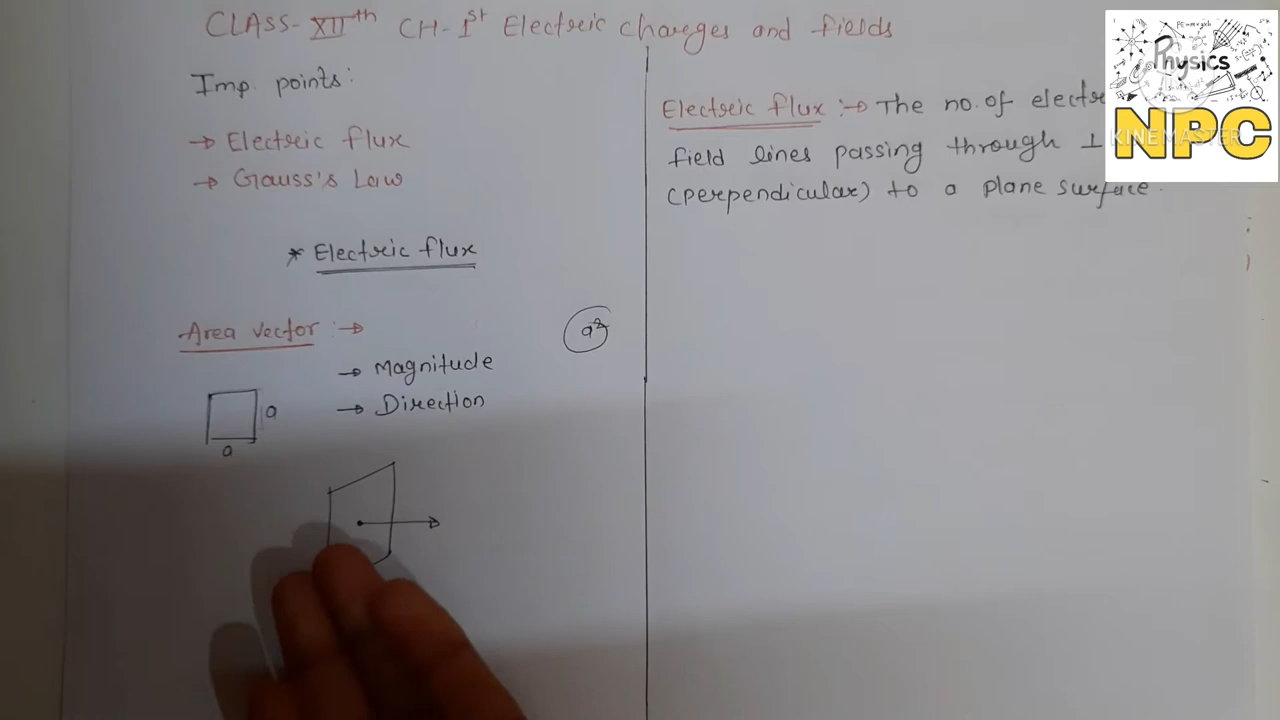 CLASS-XIIth CH-1st Electric charges and fields
Imp. points:
→ Electric flux
→ Gauss's Law
* Electric flux
Area vector :→
a²
→ Magnitude
→ Direction
a
a
Electric flux :→ The no. of electr
field lines passing through ⊥
(perpendicular) to a plane surface.
Physics
KINEMASTER
NPC